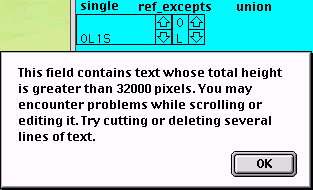 single ref_excepts union
O
OL1S L
This field contains text whose total height
is greater than 32000 pixels. You may
encounter problems while scrolling or
editing it. Try cutting or deleting several
lines of text.
OK